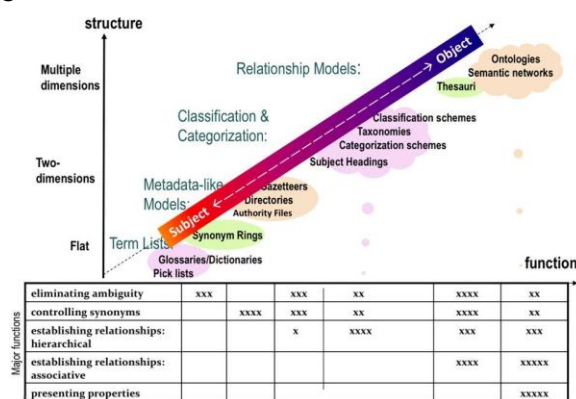 structure
Multiple
dimensions
Two-
dimensions
Flat
Relationship Models:
Classification &
Categorization:
Metadata-like
Models:
Term Lists:
Subject
Object
Ontologies
Semantic networks
Thesauri
Classification schemes
Taxonomies
Categorization schemes
Subject Headings
Gazetteers
Directories
Authority Files
Synonym Rings
Glossaries/Dictionaries
Pick lists
function
Major functions
eliminating ambiguity xxx xxx xx xxxx xx
controlling synonyms xxxx xxx xx xxxx xx
establishing relationships: x xxxx xxx xxx
hierarchical
establishing relationships: xxxx xxxxx
associative
presenting properties xxxxx